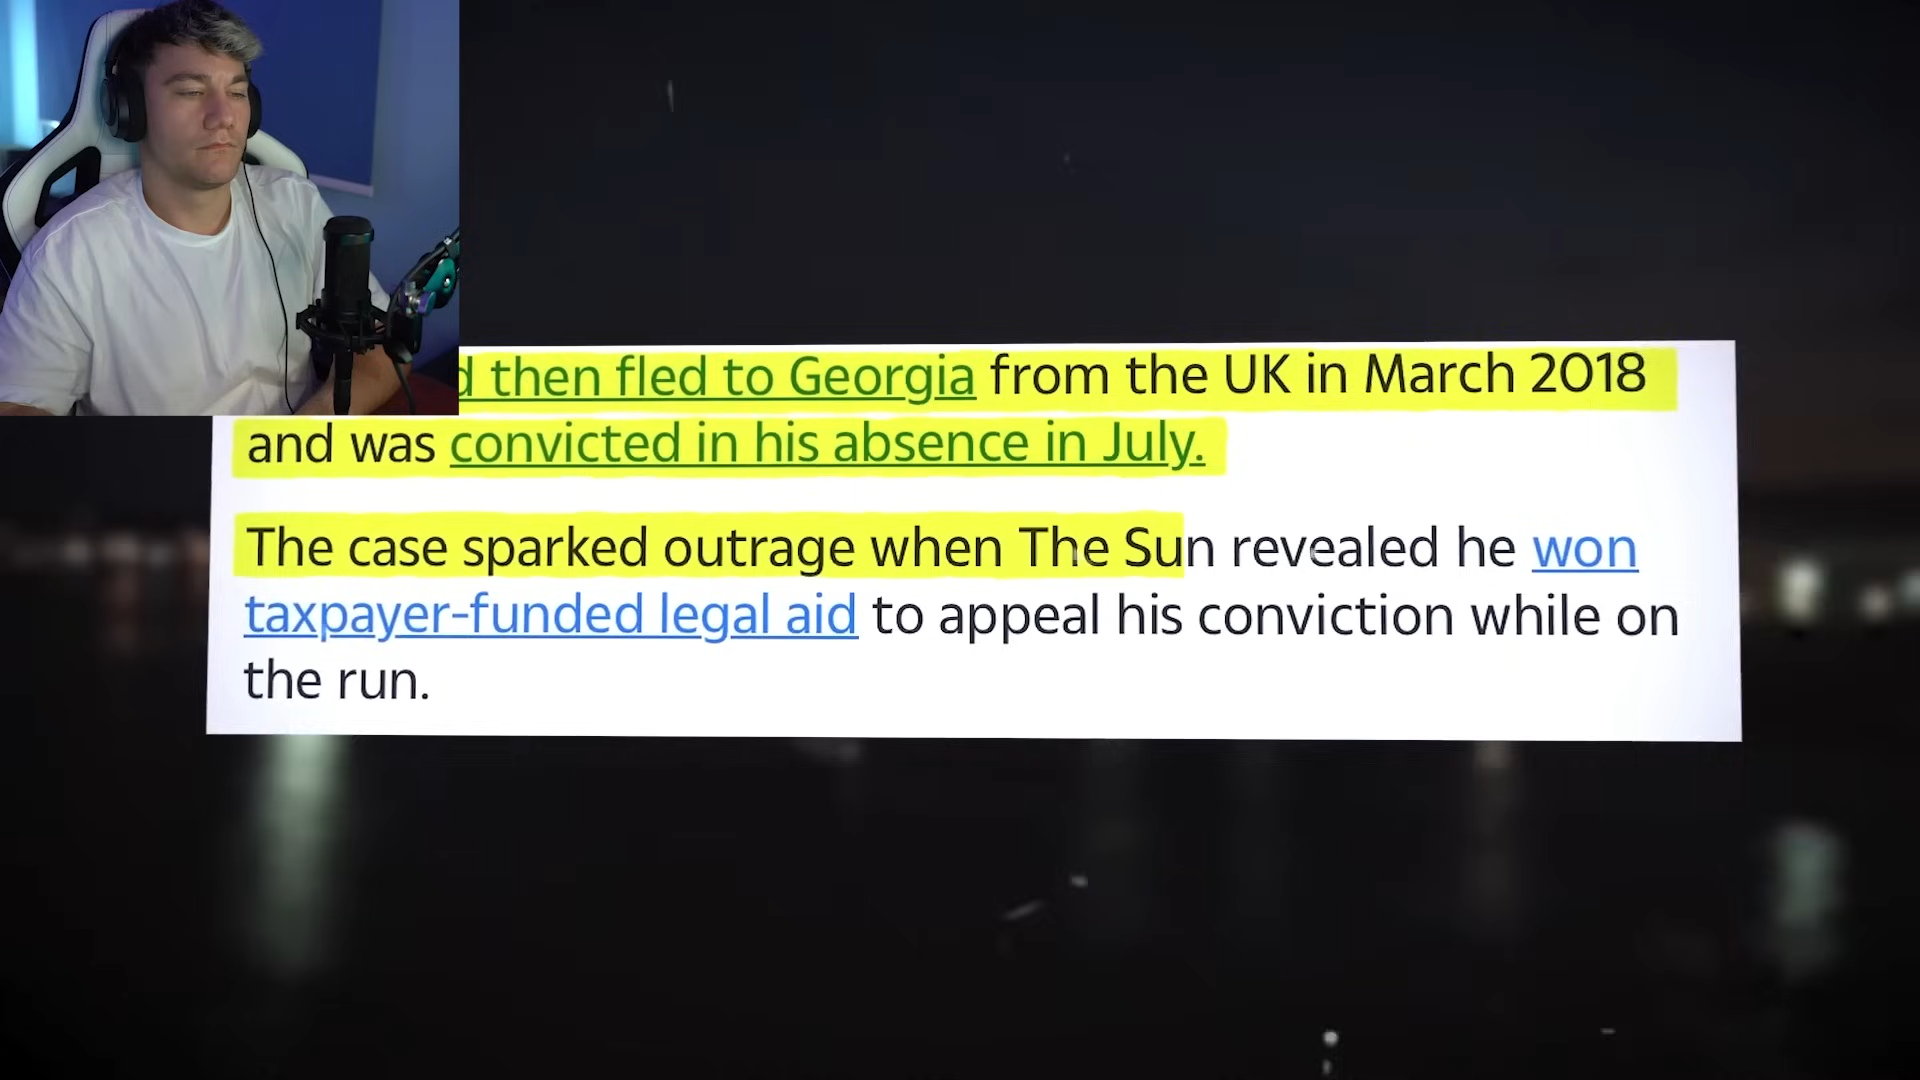 then fled to Georgia from the UK in March 2018
and was convicted in his absence in July.
The case sparked outrage when The Sun revealed he won
taxpayer-funded legal aid to appeal his conviction while on
the run.